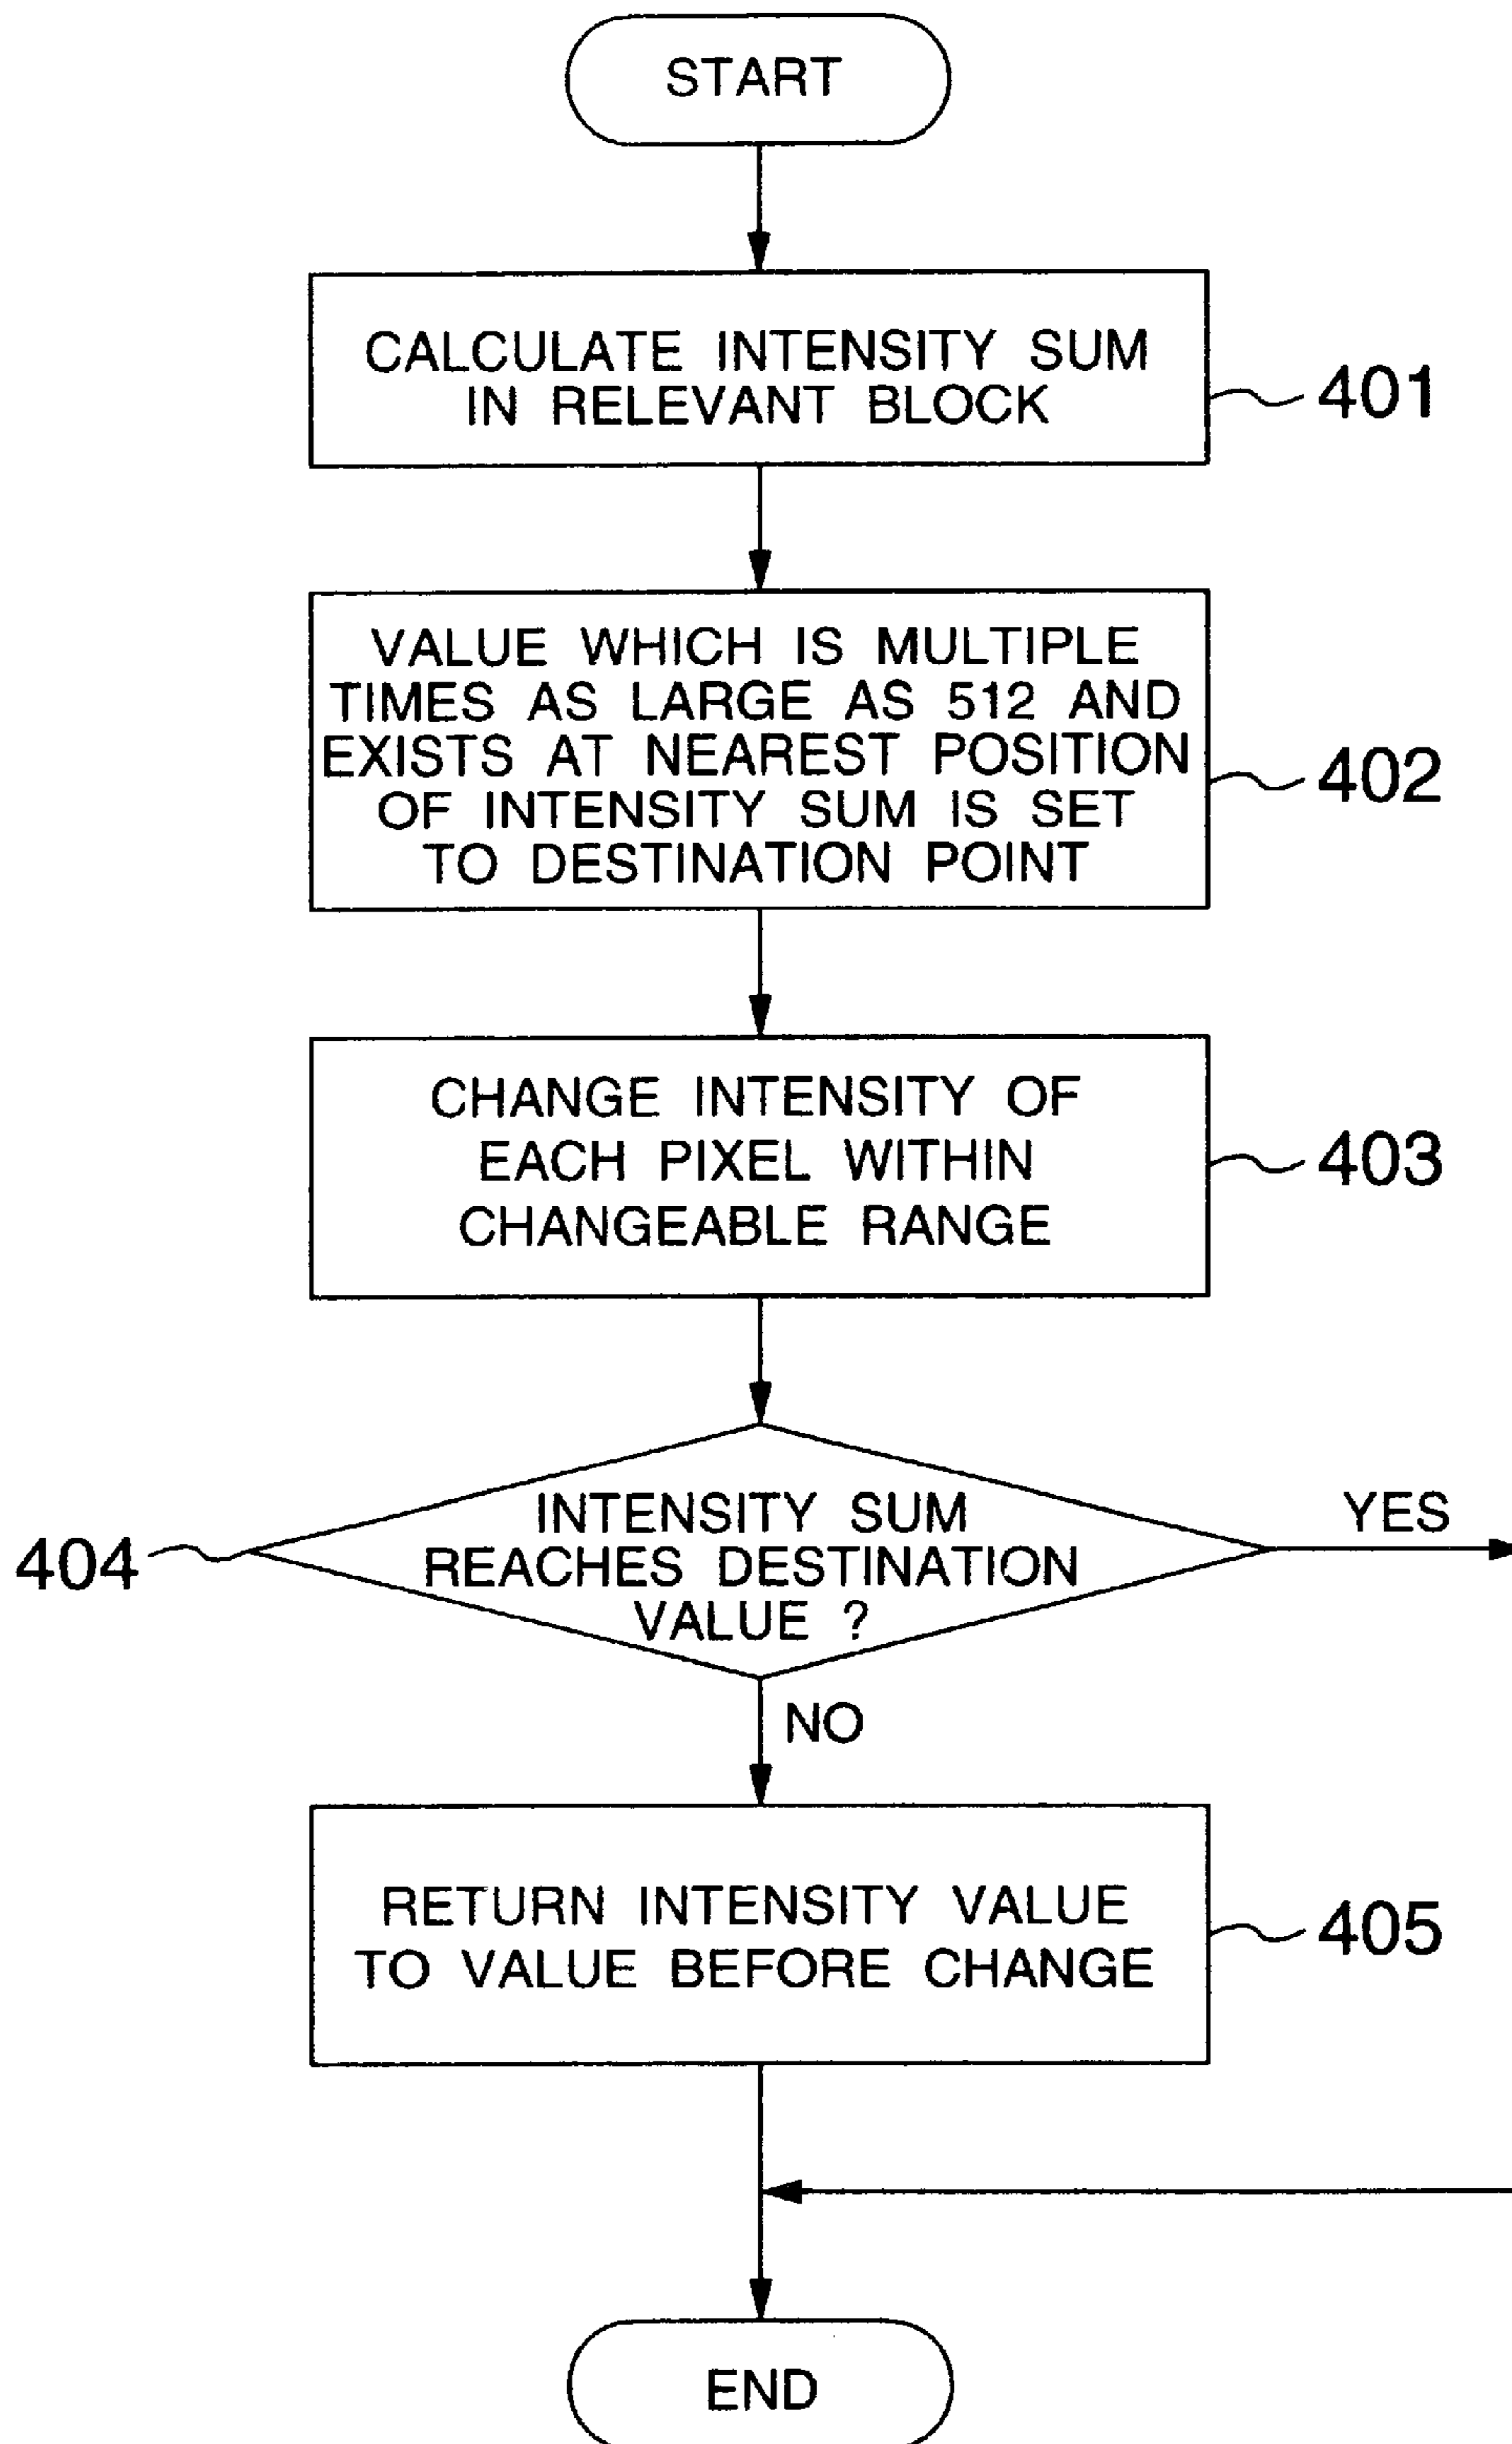 START
CALCULATE INTENSITY SUM
IN RELEVANT BLOCK
401
VALUE WHICH IS MULTIPLE
TIMES AS LARGE AS 512 AND
EXISTS AT NEAREST POSITION
OF INTENSITY SUM IS SET
TO DESTINATION POINT
402
CHANGE INTENSITY OF
EACH PIXEL WITHIN
CHANGEABLE RANGE
403
404
INTENSITY SUM
REACHES DESTINATION
VALUE ?
YES
NO
RETURN INTENSITY VALUE
TO VALUE BEFORE CHANGE
405
END